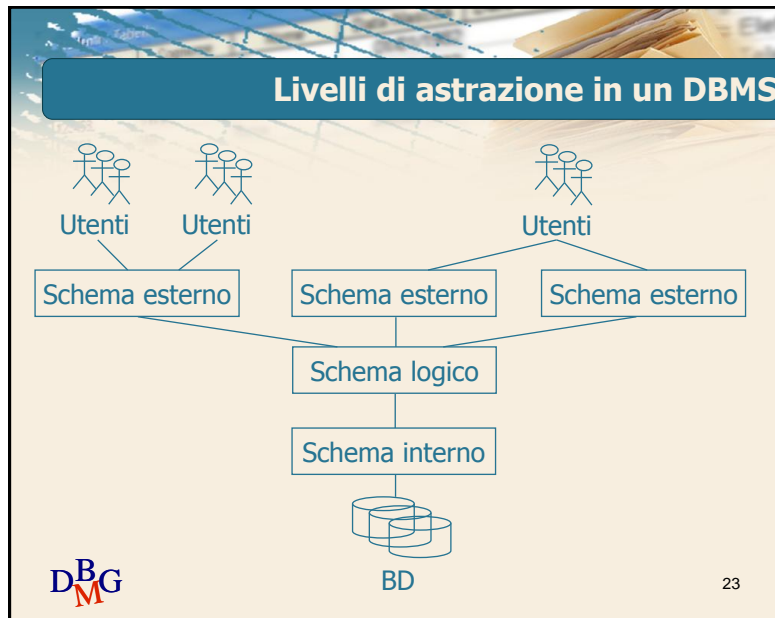 Livelli di astrazione in un DBMS
Utenti Utenti Utenti
Schema esterno Schema esterno Schema esterno
Schema logico
Schema interno
BD
DBMG
23